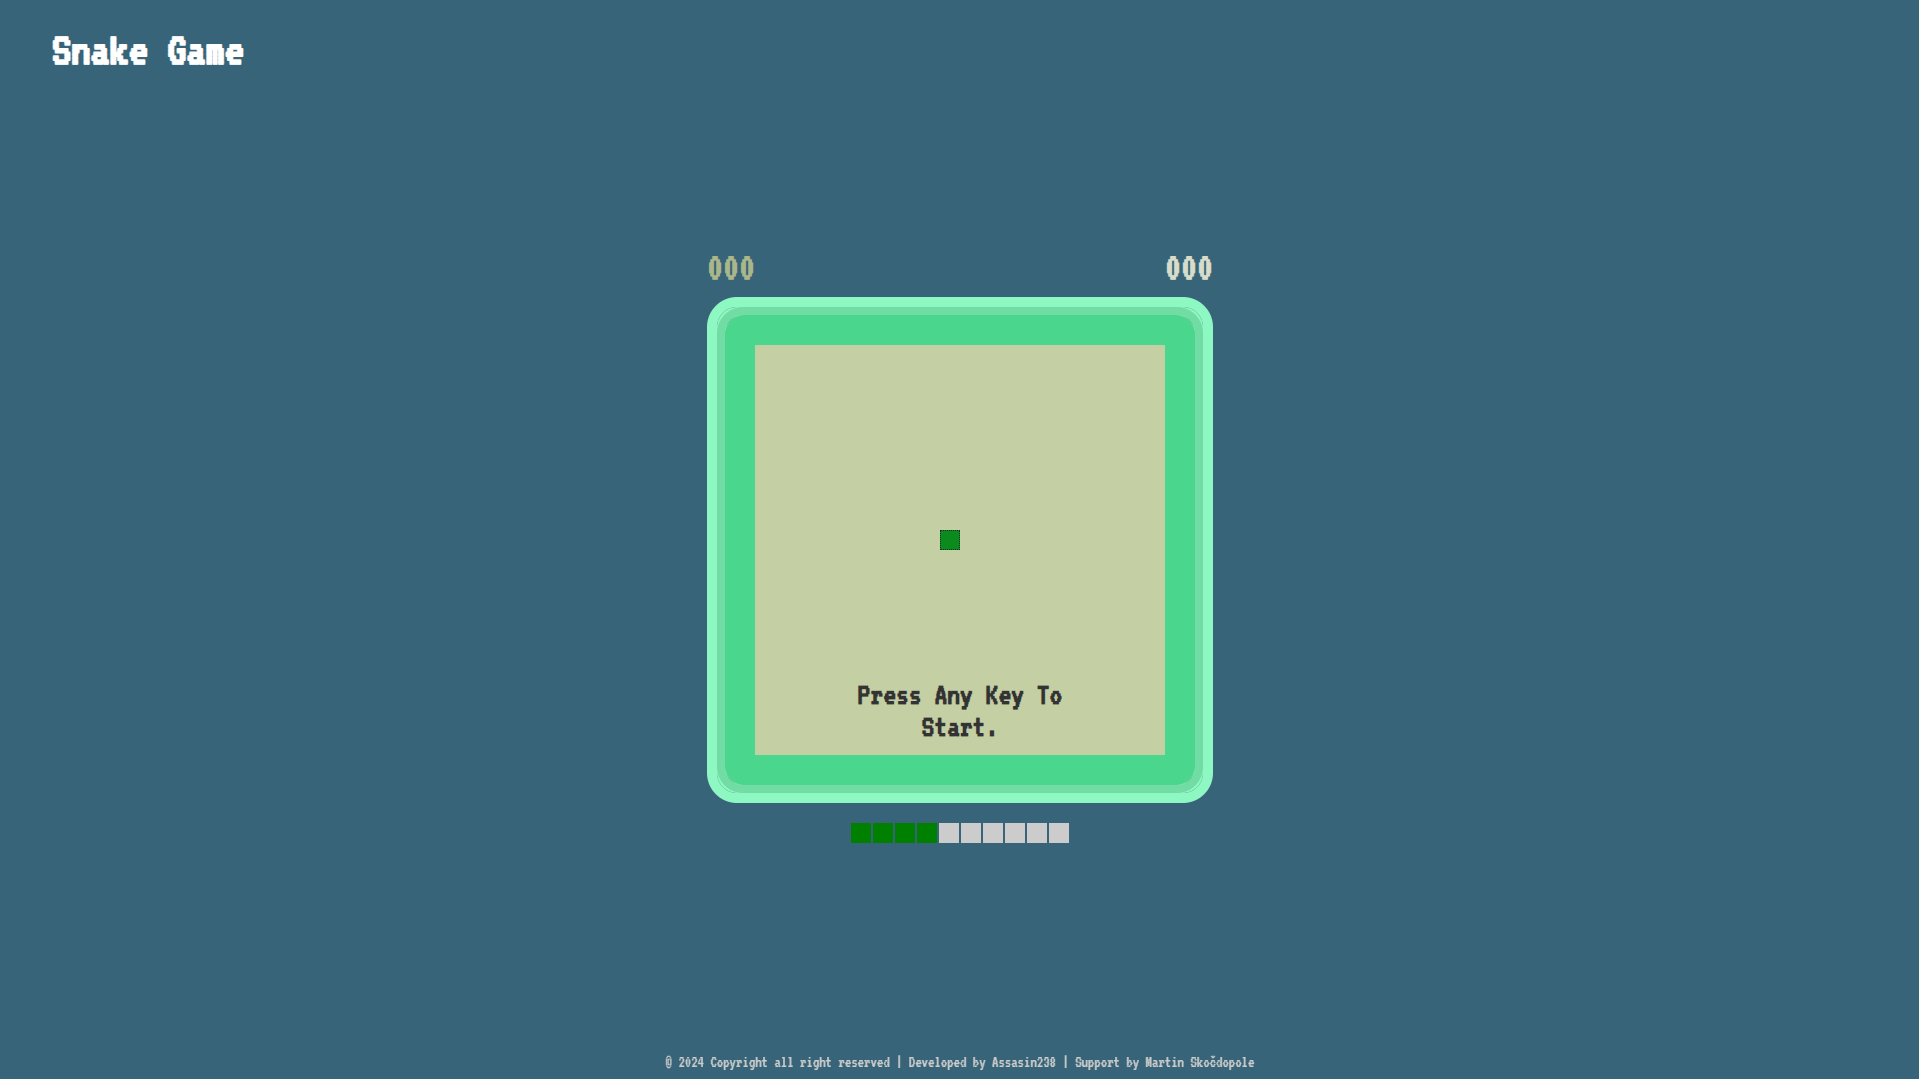 Snake Game
000 000
Press Any Key To
Start.
@ 2024 Copyright all right reserved | Developed by Assasin238 | Support by Martin Skočdopole